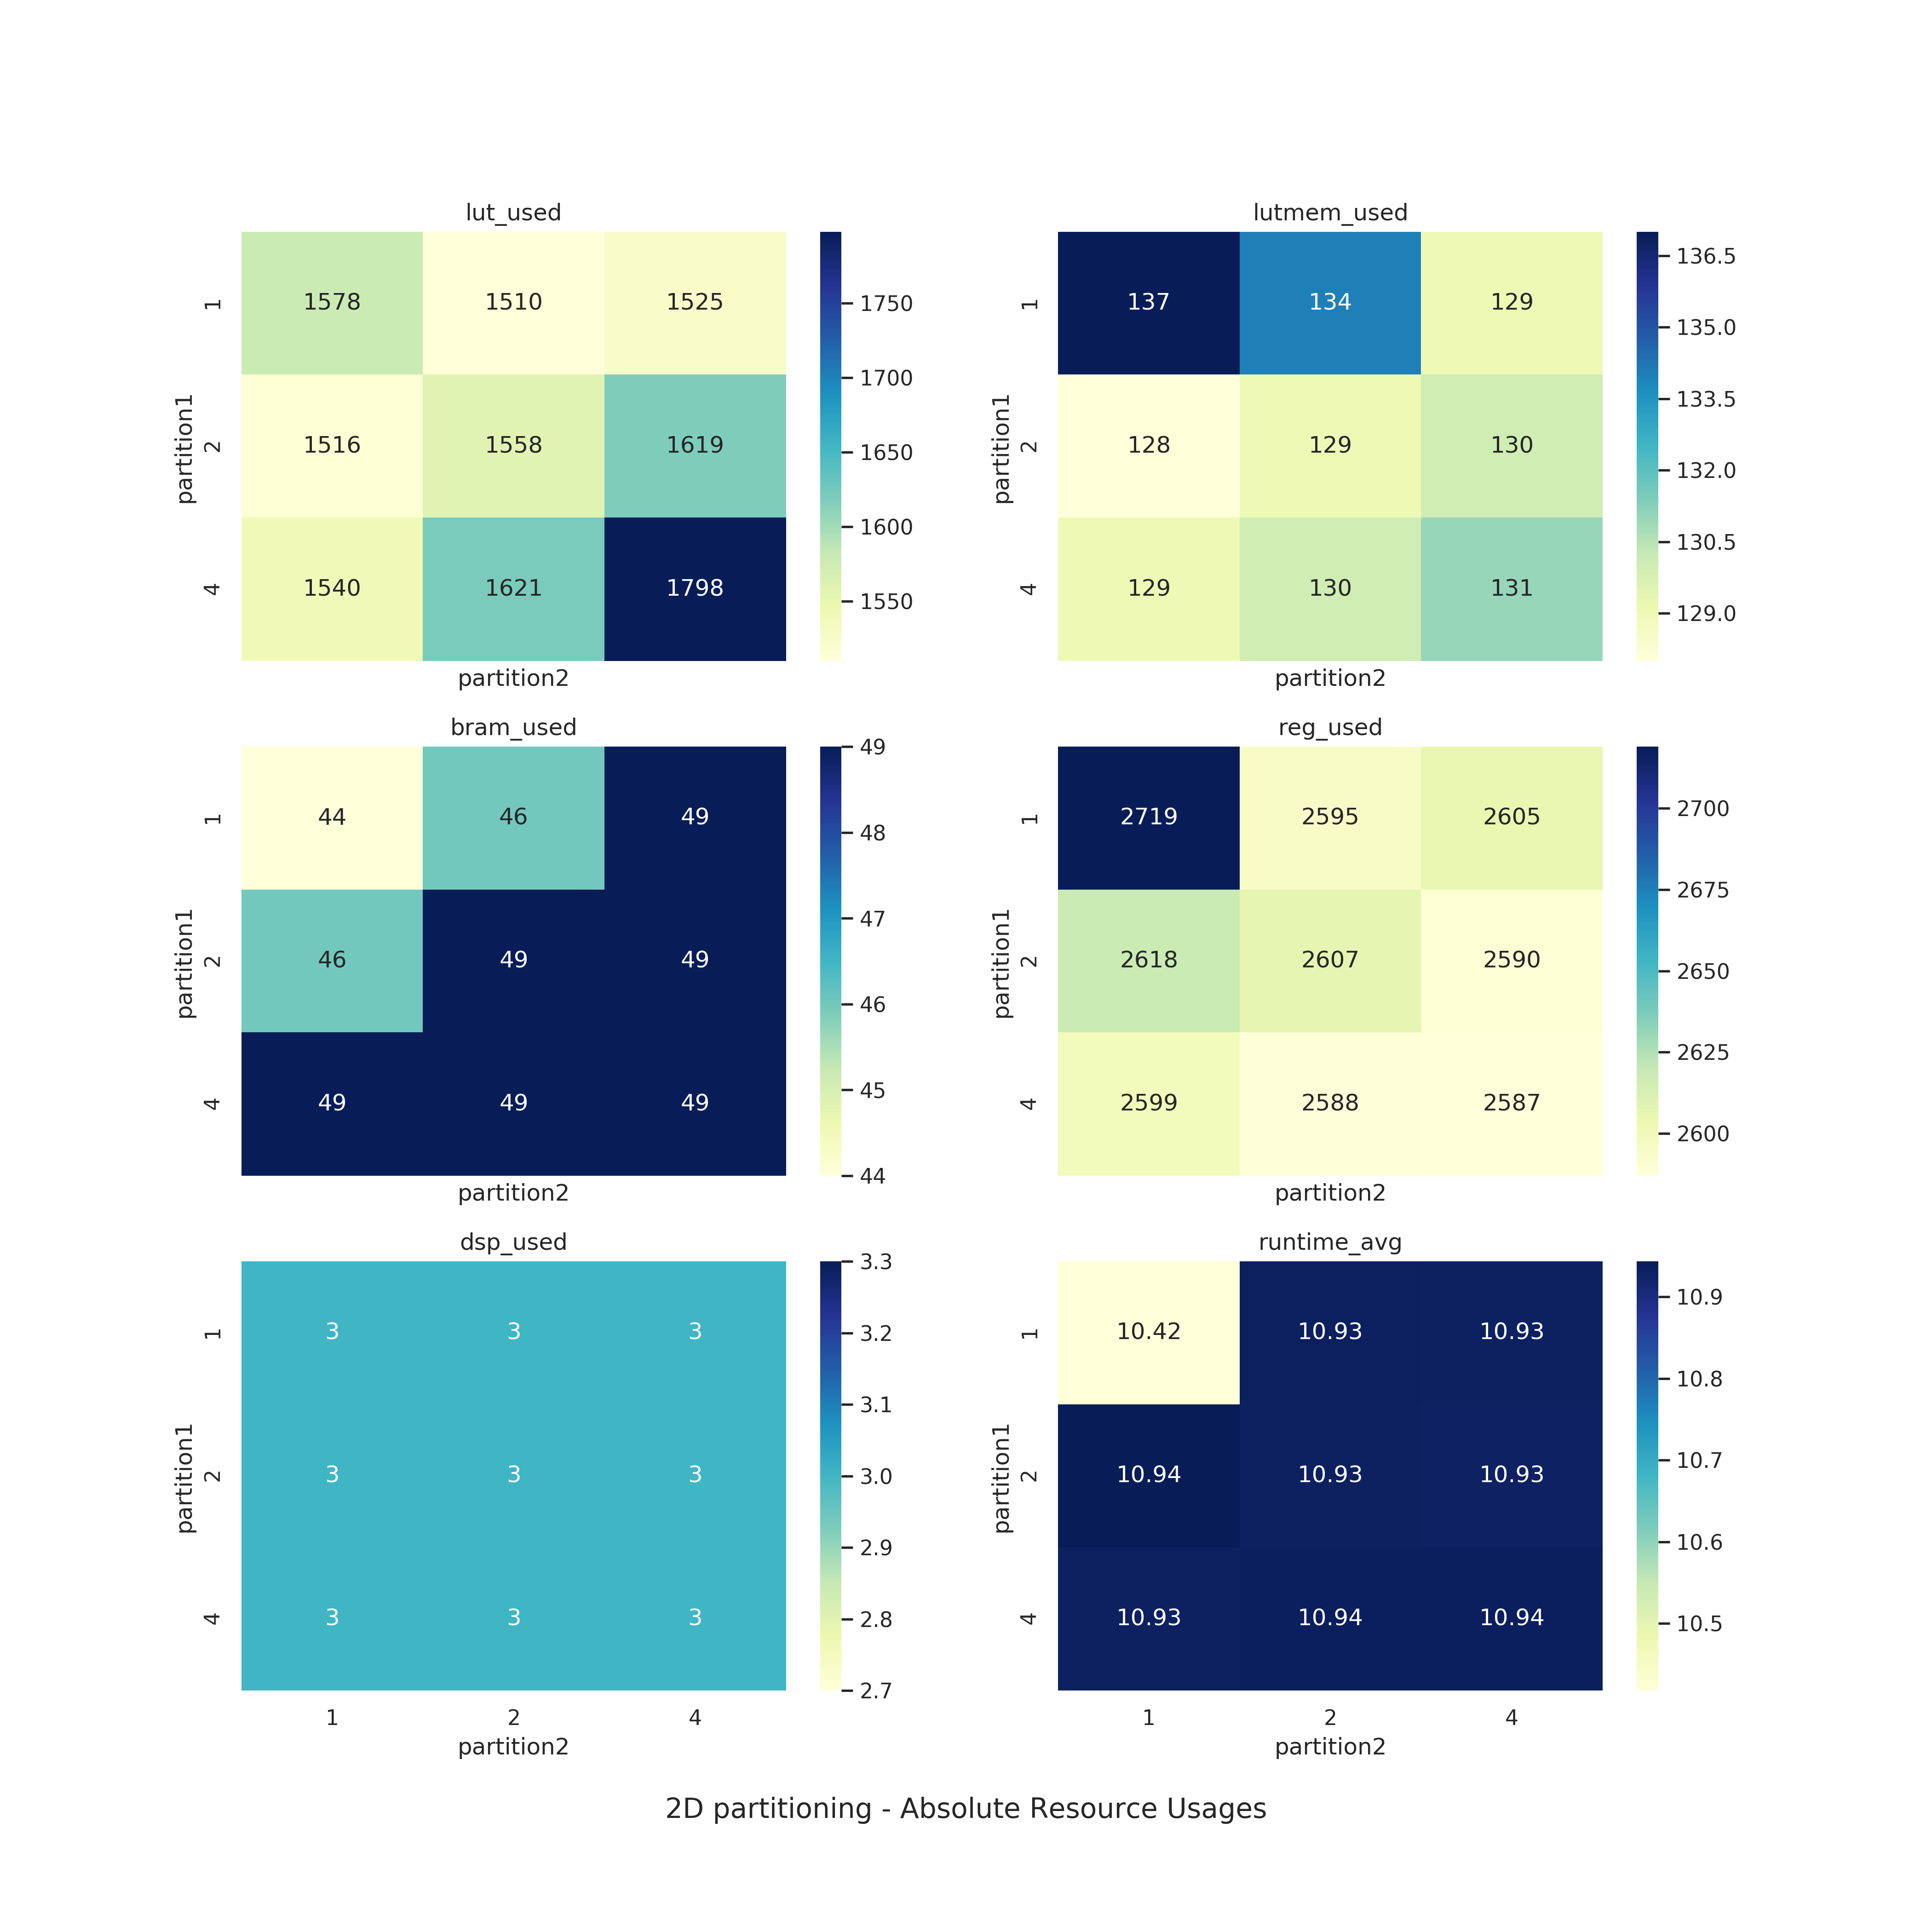 lut_used
1578 1510 1525
1516 1558 1619
1540 1621 1798
1
2
4
partition1
partition2
1750
1700
1650
1600
1550
lutmem_used
137 134 129
128 129 130
129 130 131
1
2
4
partition1
partition2
136.5
135.0
133.5
132.0
130.5
129.0
bram_used
44 46 49
46 49 49
49 49 49
1
2
4
partition1
partition2
49
48
47
46
45
44
reg_used
2719 2595 2605
2618 2607 2590
2599 2588 2587
1
2
4
partition1
partition2
2700
2675
2650
2625
2600
dsp_used
3 3 3
3 3 3
3 3 3
1
2
4
partition1
1 2 4
partition2
3.3
3.2
3.1
3.0
2.9
2.8
2.7
runtime_avg
10.42 10.93 10.93
10.94 10.93 10.93
10.93 10.94 10.94
1
2
4
partition1
1 2 4
partition2
10.9
10.8
10.7
10.6
10.5
2D partitioning - Absolute Resource Usages